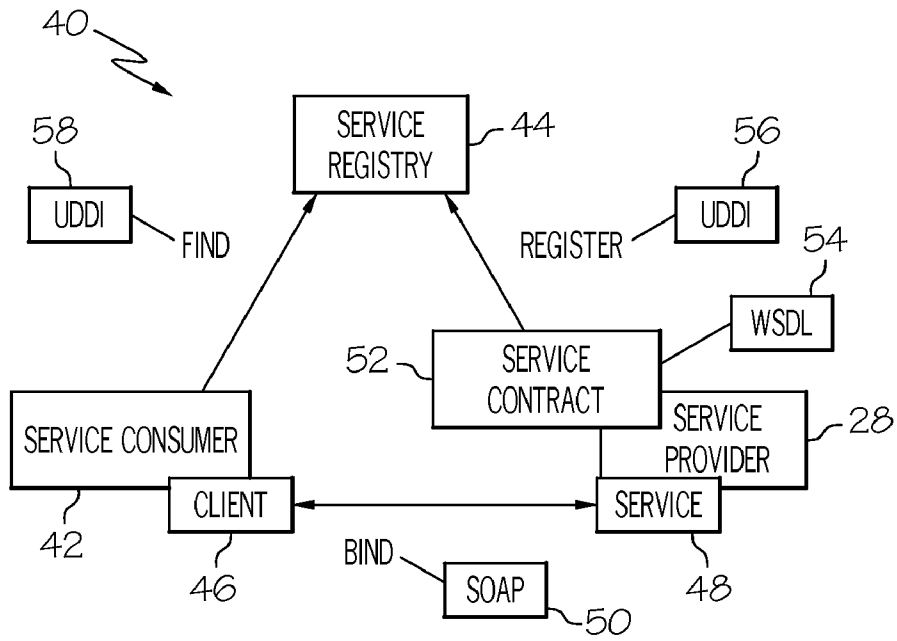 40
SERVICE
REGISTRY
44
58
UDDI
FIND
56
UDDI
REGISTER
54
WSDL
52
SERVICE
CONTRACT
SERVICE CONSUMER
42
CLIENT
46
SERVICE
PROVIDER
28
SERVICE
48
BIND
SOAP
50